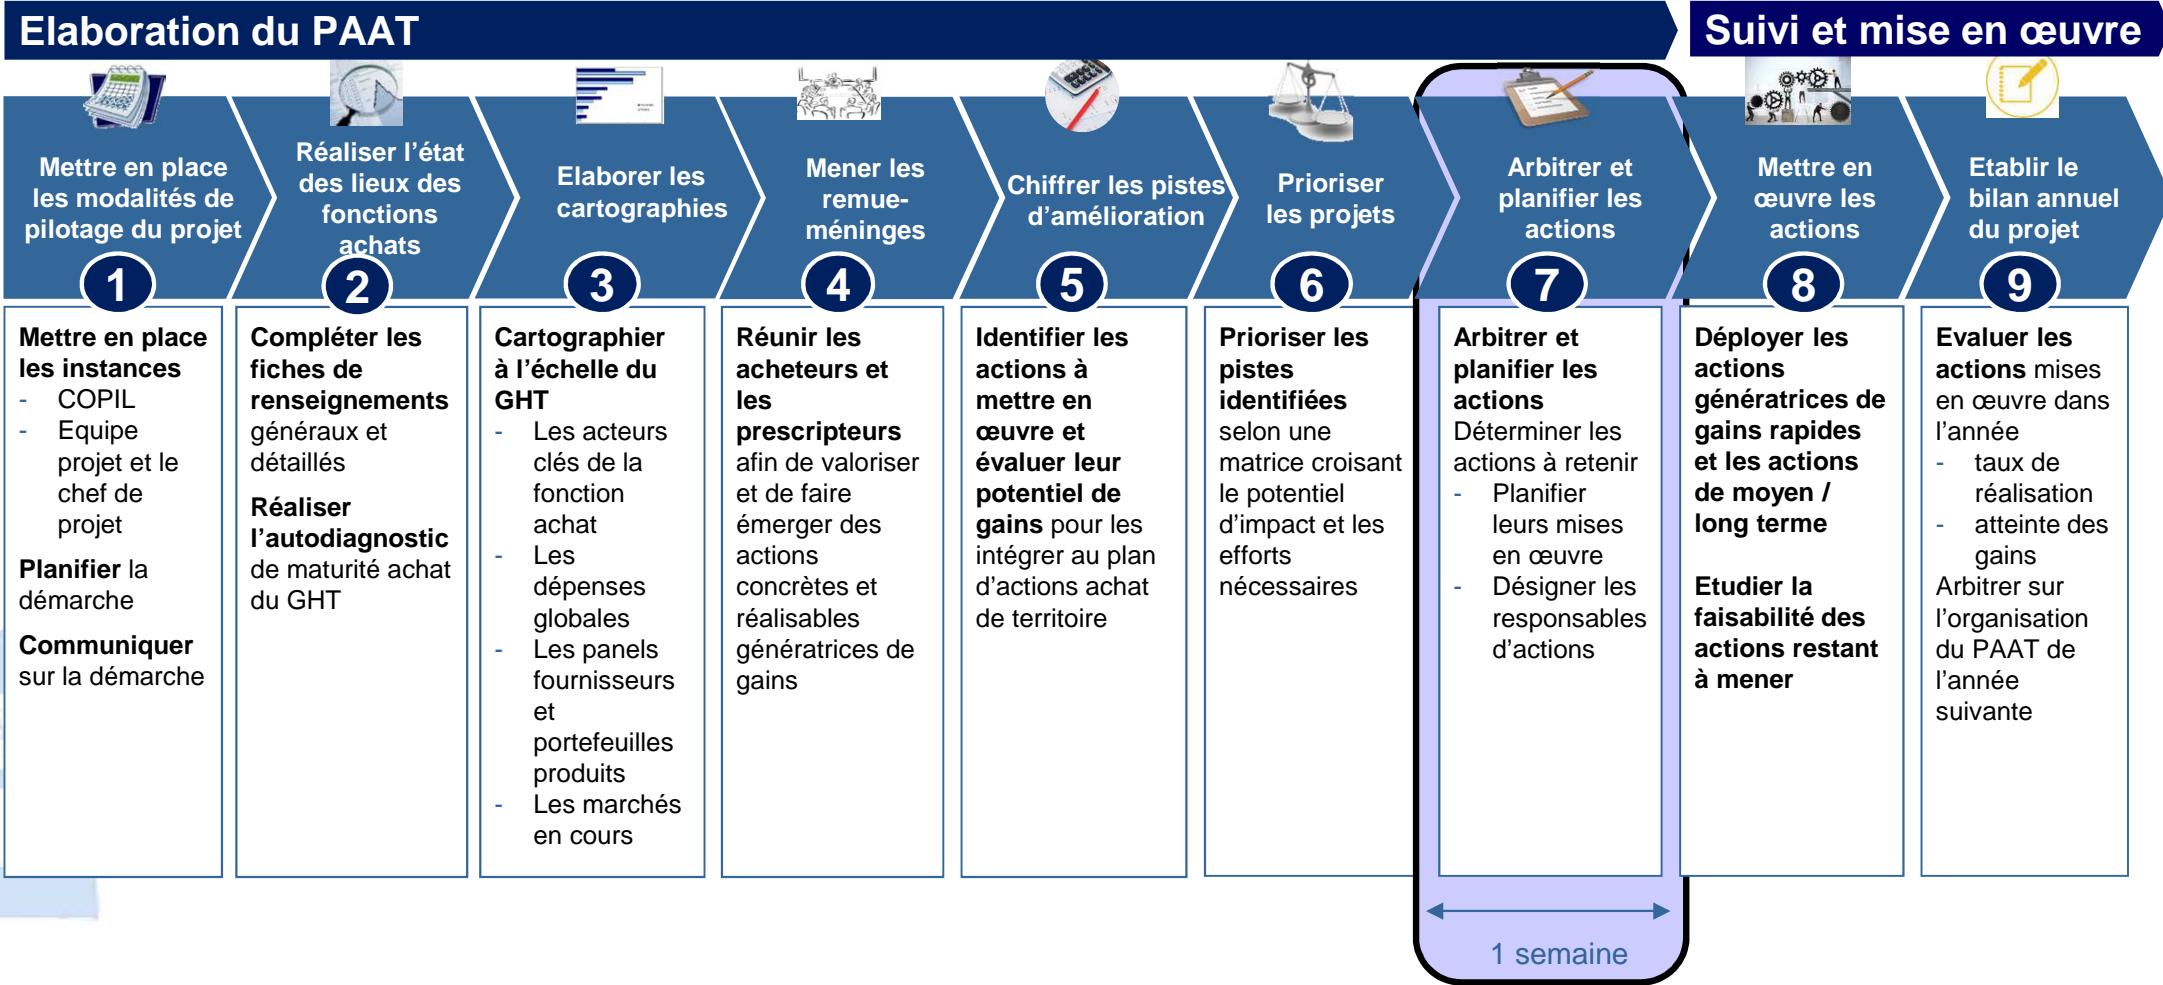 Elaboration du PAAT
Suivi et mise en œuvre
Mettre en place
les modalités de
pilotage du projet
1
Réaliser l’état
des lieux des
fonctions
achats
2
Elaborer les
cartographies
3
Mener les
remue-
méninges
4
Chiffrer les pistes
d’amélioration
5
Prioriser
les projets
6
Arbitrer et
planifier les
actions
7
Mettre en
œuvre les
actions
8
Etablir le
bilan annuel
du projet
9
Mettre en place
les instances
- COPIL
- Equipe
projet et le
chef de
projet
Planifier la
démarche
Communiquer
sur la démarche
Compléter les
fiches de
renseignements
généraux et
détaillés
Réaliser
l’autodiagnostic
de maturité achat
du GHT
Cartographier
à l’échelle du
GHT
- Les acteurs
clés de la
fonction
achat
- Les
dépenses
globales
- Les panels
fournisseurs
et
portefeuilles
produits
- Les marchés
en cours
Réunir les
acheteurs et
les
prescripteurs
afin de valoriser
et de faire
émerger des
actions
concrètes et
réalisables
génératrices de
gains
Identifier les
actions à
mettre en
œuvre et
évaluer leur
potentiel de
gains pour les
intégrer au plan
d’actions achat
de territoire
Prioriser les
pistes
identifiées
selon une
matrice croisant
le potentiel
d’impact et les
efforts
nécessaires
Arbitrer et
planifier les
actions
Déterminer les
actions à retenir
- Planifier
leurs mises
en œuvre
- Désigner les
responsables
d’actions
Déployer les
actions
génératrices de
gains rapides
et les actions
de moyen /
long terme
Etudier la
faisabilité des
actions restant
à mener
Evaluer les
actions mises
en œuvre dans
l’année
- taux de
réalisation
- atteinte des
gains
Arbitrer sur
l’organisation
du PAAT de
l’année
suivante
1 semaine